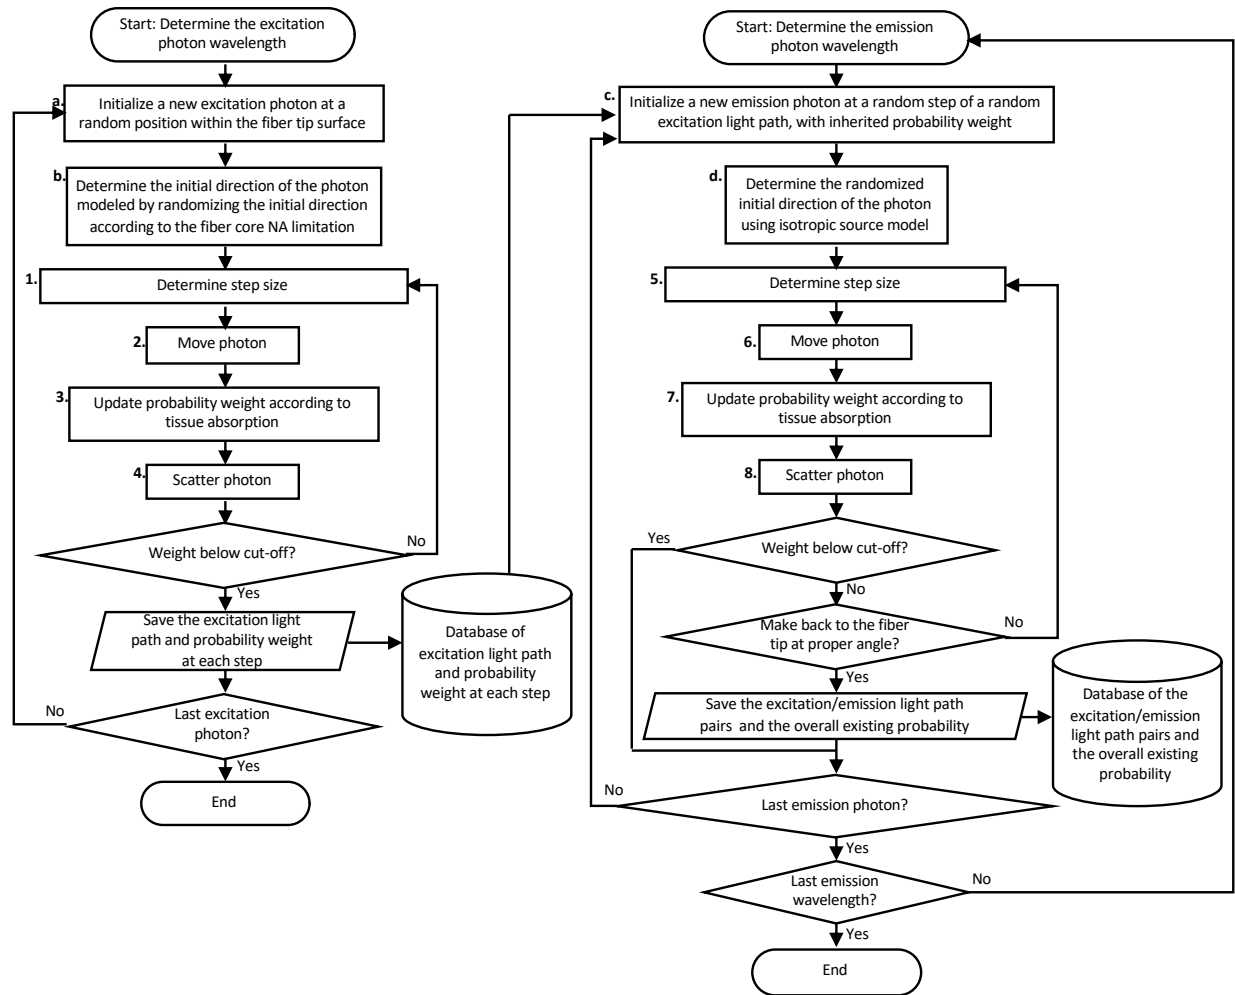 Start: Determine the excitation
photon wavelength
a.
Initialize a new excitation photon at a
random position within the fiber tip surface
b.
Determine the initial direction of the photon
modeled by randomizing the initial direction
according to the fiber core NA limitation
1.
Determine step size
2.
Move photon
3.
Update probability weight according to
tissue absorption
4.
Scatter photon
Weight below cut-off?
No
Yes
Save the excitation light
path and probability weight
at each step
Database of
excitation light path
and probability
weight at each step
Last excitation
photon?
No
Yes
End
Start: Determine the emission
photon wavelength
c.
Initialize a new emission photon at a random step of a random
excitation light path, with inherited probability weight
d.
Determine the randomized
initial direction of the photon
using isotropic source model
5.
Determine step size
6.
Move photon
7.
Update probability weight according to
tissue absorption
8.
Scatter photon
Yes
Weight below cut-off?
No
Make back to the fiber
tip at proper angle?
No
Yes
Save the excitation/emission light path
pairs and the overall existing probability
Database of the
excitation/emission
light path pairs and
the overall existing
probability
No
Last emission photon?
Yes
Last emission
wavelength?
No
Yes
End